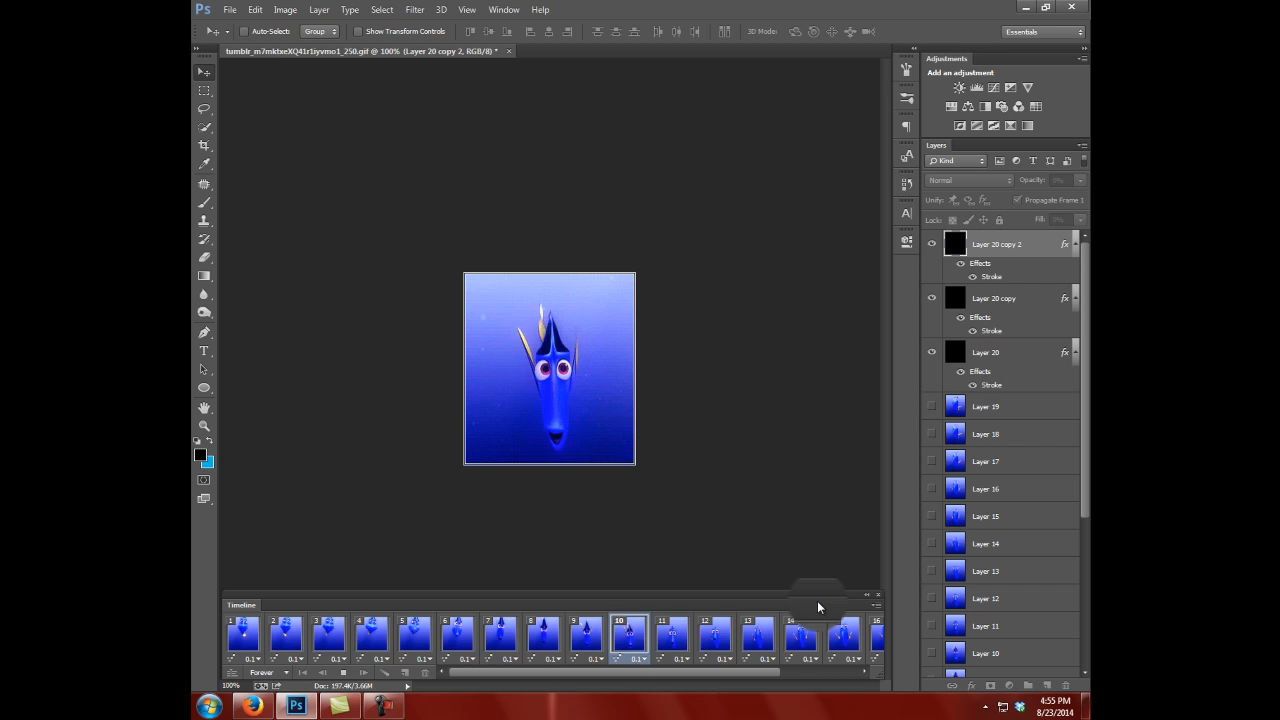 Ps File Edit Image Layer Type Select Filter 3D View Window Help
Auto-Select: Group Show Transform Controls 3D Mode: Essentials
tumblr_m7mktxeXQ41r1iyvmo1_250.gif @ 100% (Layer 20 copy 2, RGB/8) * ×
Adjustments
Add an adjustment
Layers
Kind
Normal Opacity: 0%
Unify: Propagate Frame 1
Lock: Fill: 0%
Layer 20 copy 2 fx
Effects
Stroke
Layer 20 copy fx
Effects
Stroke
Layer 20 fx
Effects
Stroke
Layer 19
Layer 18
Layer 17
Layer 16
Layer 15
Layer 14
Layer 13
Layer 12
Layer 11
Layer 10
Timeline
1 2 3 4 5 6 7 8 9 10 11 12 13 14 16
0.1 0.1 0.1 0.1 0.1 0.1 0.1 0.1 0.1 0.1 0.1 0.1 0.1 0.1 0.1
Forever
100% Doc: 197.4K/3.66M
Ps
4:55 PM
8/23/2014